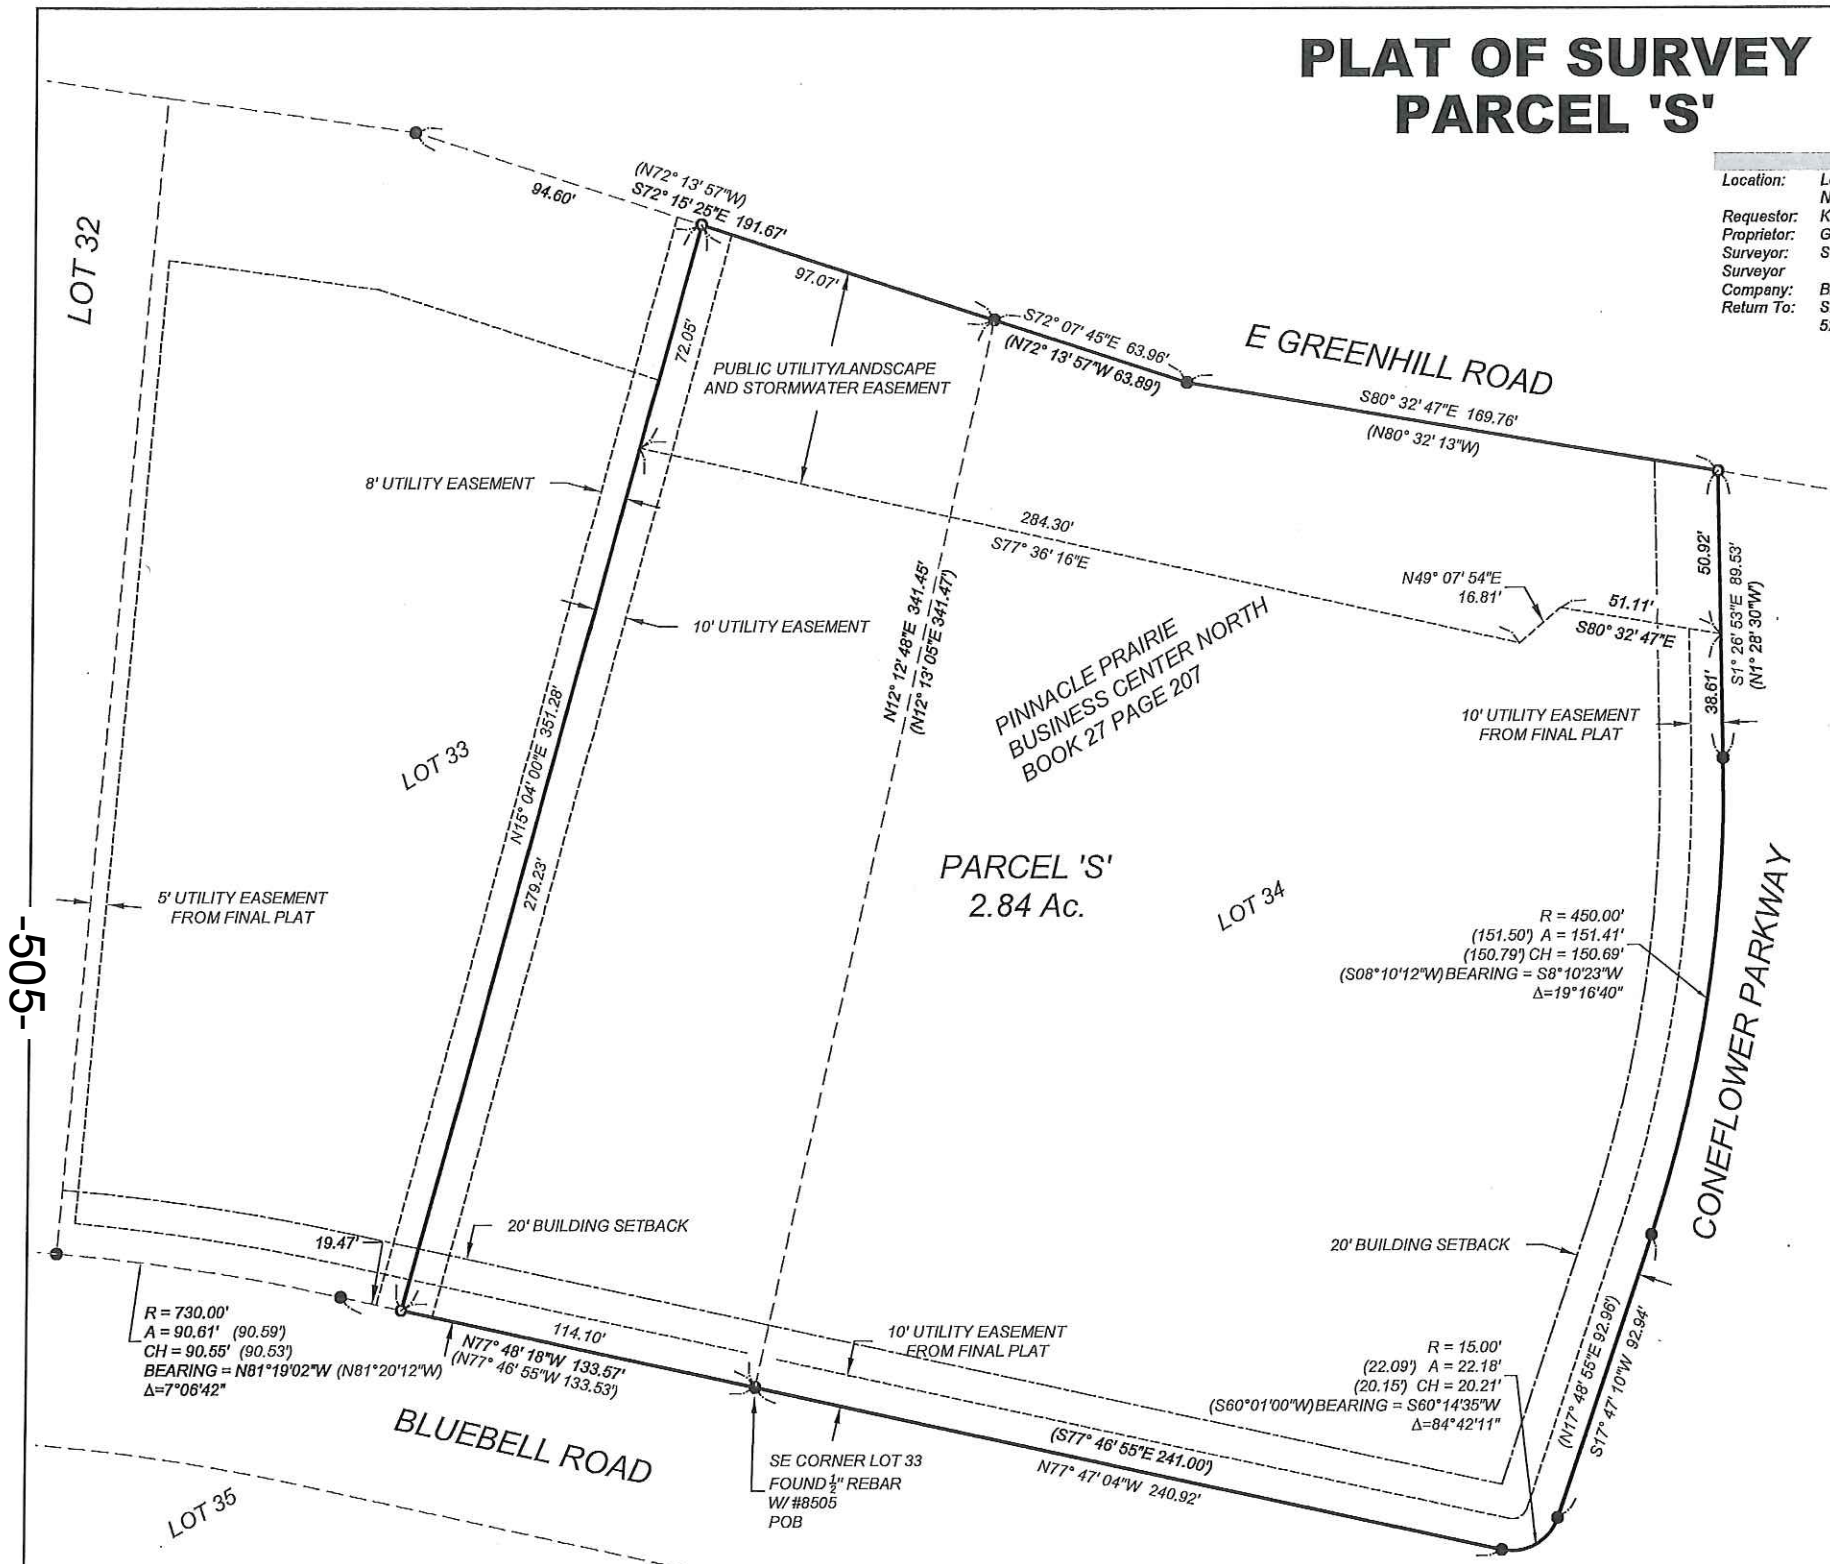 PLAT OF SURVEY
PARCEL 'S'
Location:
Requestor: K
Proprietor: G
Surveyor: S
Surveyor
Company: B
Return To: S
(N72° 13' 57"W)
S72° 15' 25"E 191.67'
94.60'
97.07'
LOT 32
72.05'
PUBLIC UTILITY/LANDSCAPE
AND STORMWATER EASEMENT
S72° 07' 45"E 63.96'
(N72° 13' 57"W 63.89')
E GREENHILL ROAD
S80° 32' 47"E 169.76'
(N80° 32' 13"W)
8' UTILITY EASEMENT
284.30'
S77° 36' 16"E
N49° 07' 54"E
16.81'
51.11'
S80° 32' 47"E
50.92'
S1° 26' 53"E 89.53'
(N1° 28' 30"W)
38.61'
10' UTILITY EASEMENT
N12° 12' 48"E 341.45'
(N12° 13' 05"E 341.47')
PINNACLE PRAIRIE
BUSINESS CENTER NORTH
BOOK 27 PAGE 207
10' UTILITY EASEMENT
FROM FINAL PLAT
LOT 33
N15° 04' 00"E 351.28'
279.23'
PARCEL 'S'
2.84 Ac.
LOT 34
5' UTILITY EASEMENT
FROM FINAL PLAT
-505-
R = 450.00'
(151.50') A = 151.41'
(150.79') CH = 150.69'
(S08°10'12"W) BEARING = S8°10'23"W
Δ=19°16'40"
CONEFLOWER PARKWAY
20' BUILDING SETBACK
19.47'
20' BUILDING SETBACK
R = 730.00'
A = 90.61' (90.59')
CH = 90.55' (90.53')
BEARING = N81°19'02"W (N81°20'12"W)
Δ=7°06'42"
114.10'
N77° 48' 18"W 133.57'
(N77° 46' 55"W 133.53')
10' UTILITY EASEMENT
FROM FINAL PLAT
R = 15.00'
(22.09') A = 22.18'
(20.15') CH = 20.21'
(S60°01'00"W) BEARING = S60°14'35"W
Δ=84°42'11"
(N17° 48' 55"E 92.96')
S17° 47' 10"W 92.94'
BLUEBELL ROAD
SE CORNER LOT 33
FOUND ½" REBAR
W/ #8505
POB
(S77° 46' 55"E 241.00')
N77° 47' 04"W 240.92'
LOT 35